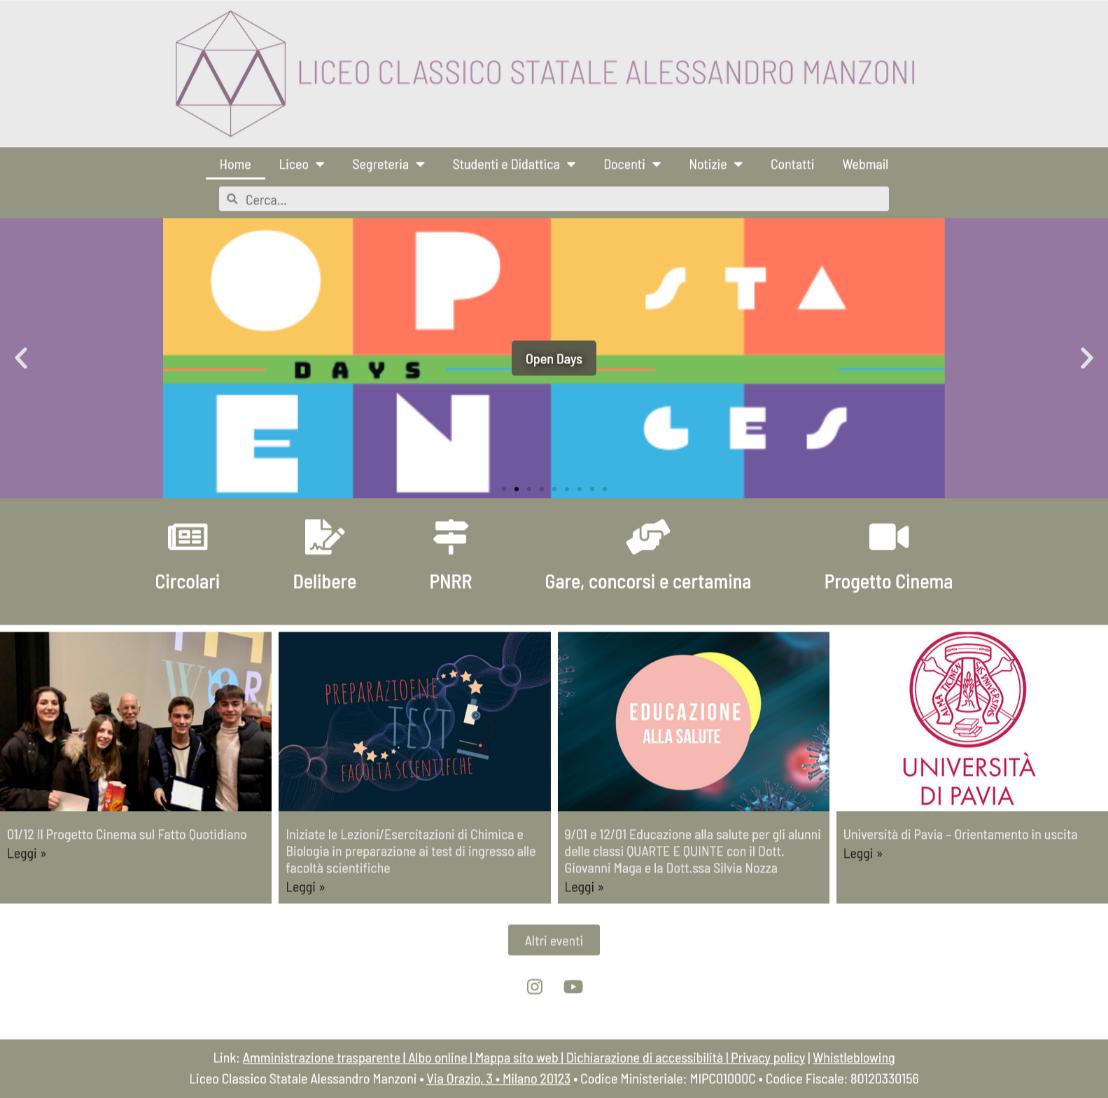 LICEO CLASSICO STATALE ALESSANDRO MANZONI
Home Liceo Segreteria Studenti e Didattica Docenti Notizie Contatti Webmail
Cerca...
O P S T A
DAYS
Open Days
E N G E S
Circolari Delibere PNRR Gare, concorsi e certamina Progetto Cinema
WOR
PREPARAZIOENE
TEST
FACOLTÀ SCIENTIFICHE
EDUCAZIONE
ALLA SALUTE
ALMA TICINEN SIS UNIVERSITAS
UNIVERSITÀ
DI PAVIA
01/12 Il Progetto Cinema sul Fatto Quotidiano
Leggi »
Iniziate le Lezioni/Esercitazioni di Chimica e
Biologia in preparazione ai test di ingresso alle
facoltà scientifiche
Leggi »
9/01 e 12/01 Educazione alla salute per gli alunni
delle classi QUARTE E QUINTE con il Dott.
Giovanni Maga e la Dott.ssa Silvia Nozza
Leggi »
Università di Pavia – Orientamento in uscita
Leggi »
Altri eventi
Link: Amministrazione trasparente | Albo online | Mappa sito web | Dichiarazione di accessibilità | Privacy policy | Whistleblowing
Liceo Classico Statale Alessandro Manzoni • Via Orazio, 3 • Milano 20123 • Codice Ministeriale: MIPC01000C • Codice Fiscale: 80120330156